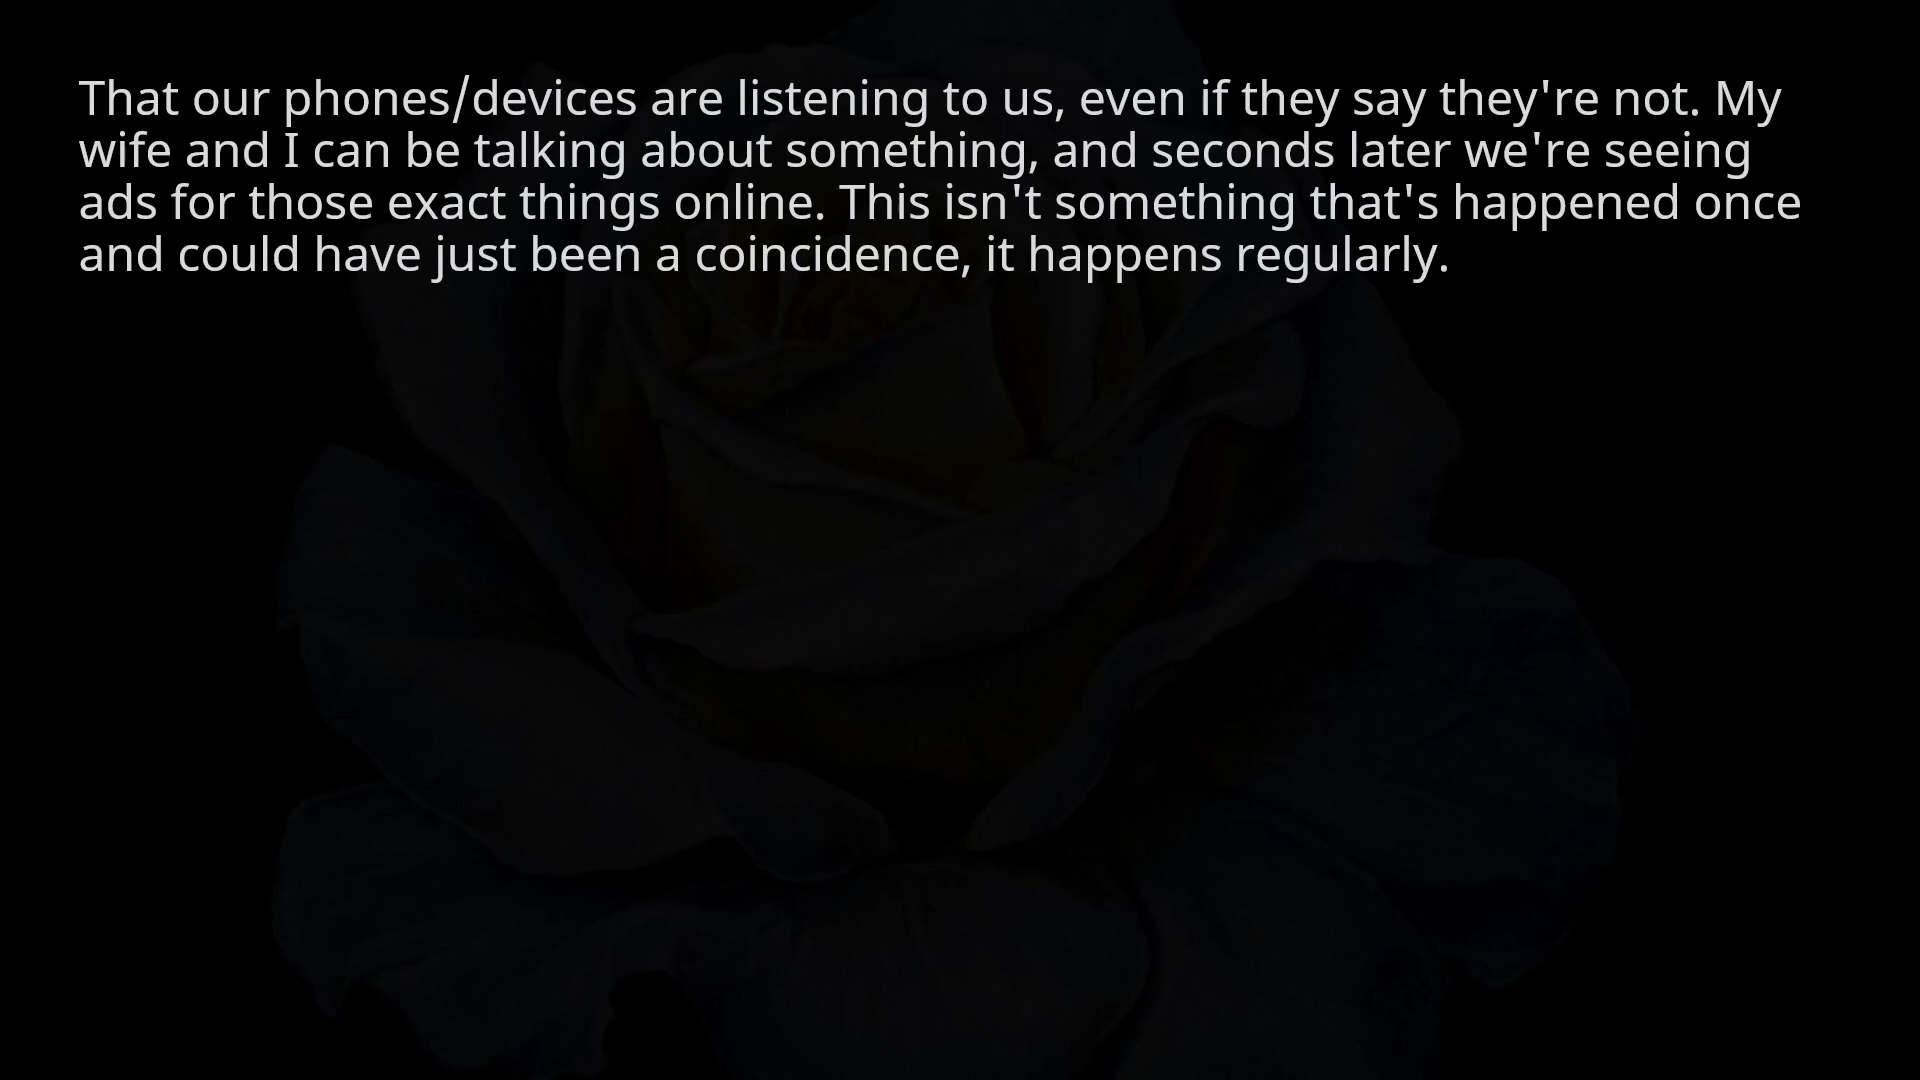 That our phones/devices are listening to us, even if they say they're not. My
wife and I can be talking about something, and seconds later we're seeing
ads for those exact things online. This isn't something that's happened once
and could have just been a coincidence, it happens regularly.